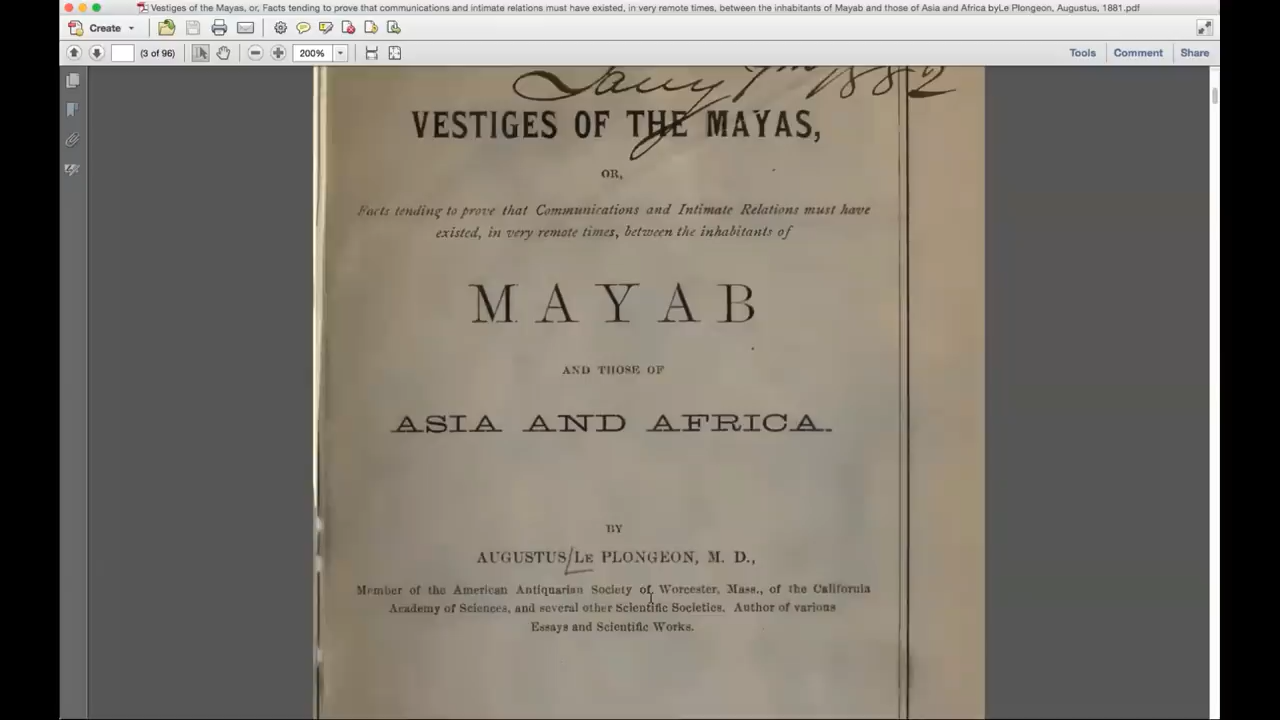 Vestiges of the Mayas, or, Facts tending to prove that communications and intimate relations must have existed, in very remote times, between the inhabitants of Mayab and those of Asia and Africa byLe Plongeon, Augustus, 1881.pdf
Create
(3 of 96)
200%
Tools
Comment
Share
Jany 7th 1882
VESTIGES OF THE MAYAS,
OR,
Facts tending to prove that Communications and Intimate Relations must have
existed, in very remote times, between the inhabitants of
MAYAB
AND THOSE OF
ASIA AND AFRICA.
BY
AUGUSTUS LE PLONGEON, M. D.,
Member of the American Antiquarian Society of Worcester, Mass., of the California
Academy of Sciences, and several other Scientific Societies. Author of various
Essays and Scientific Works.